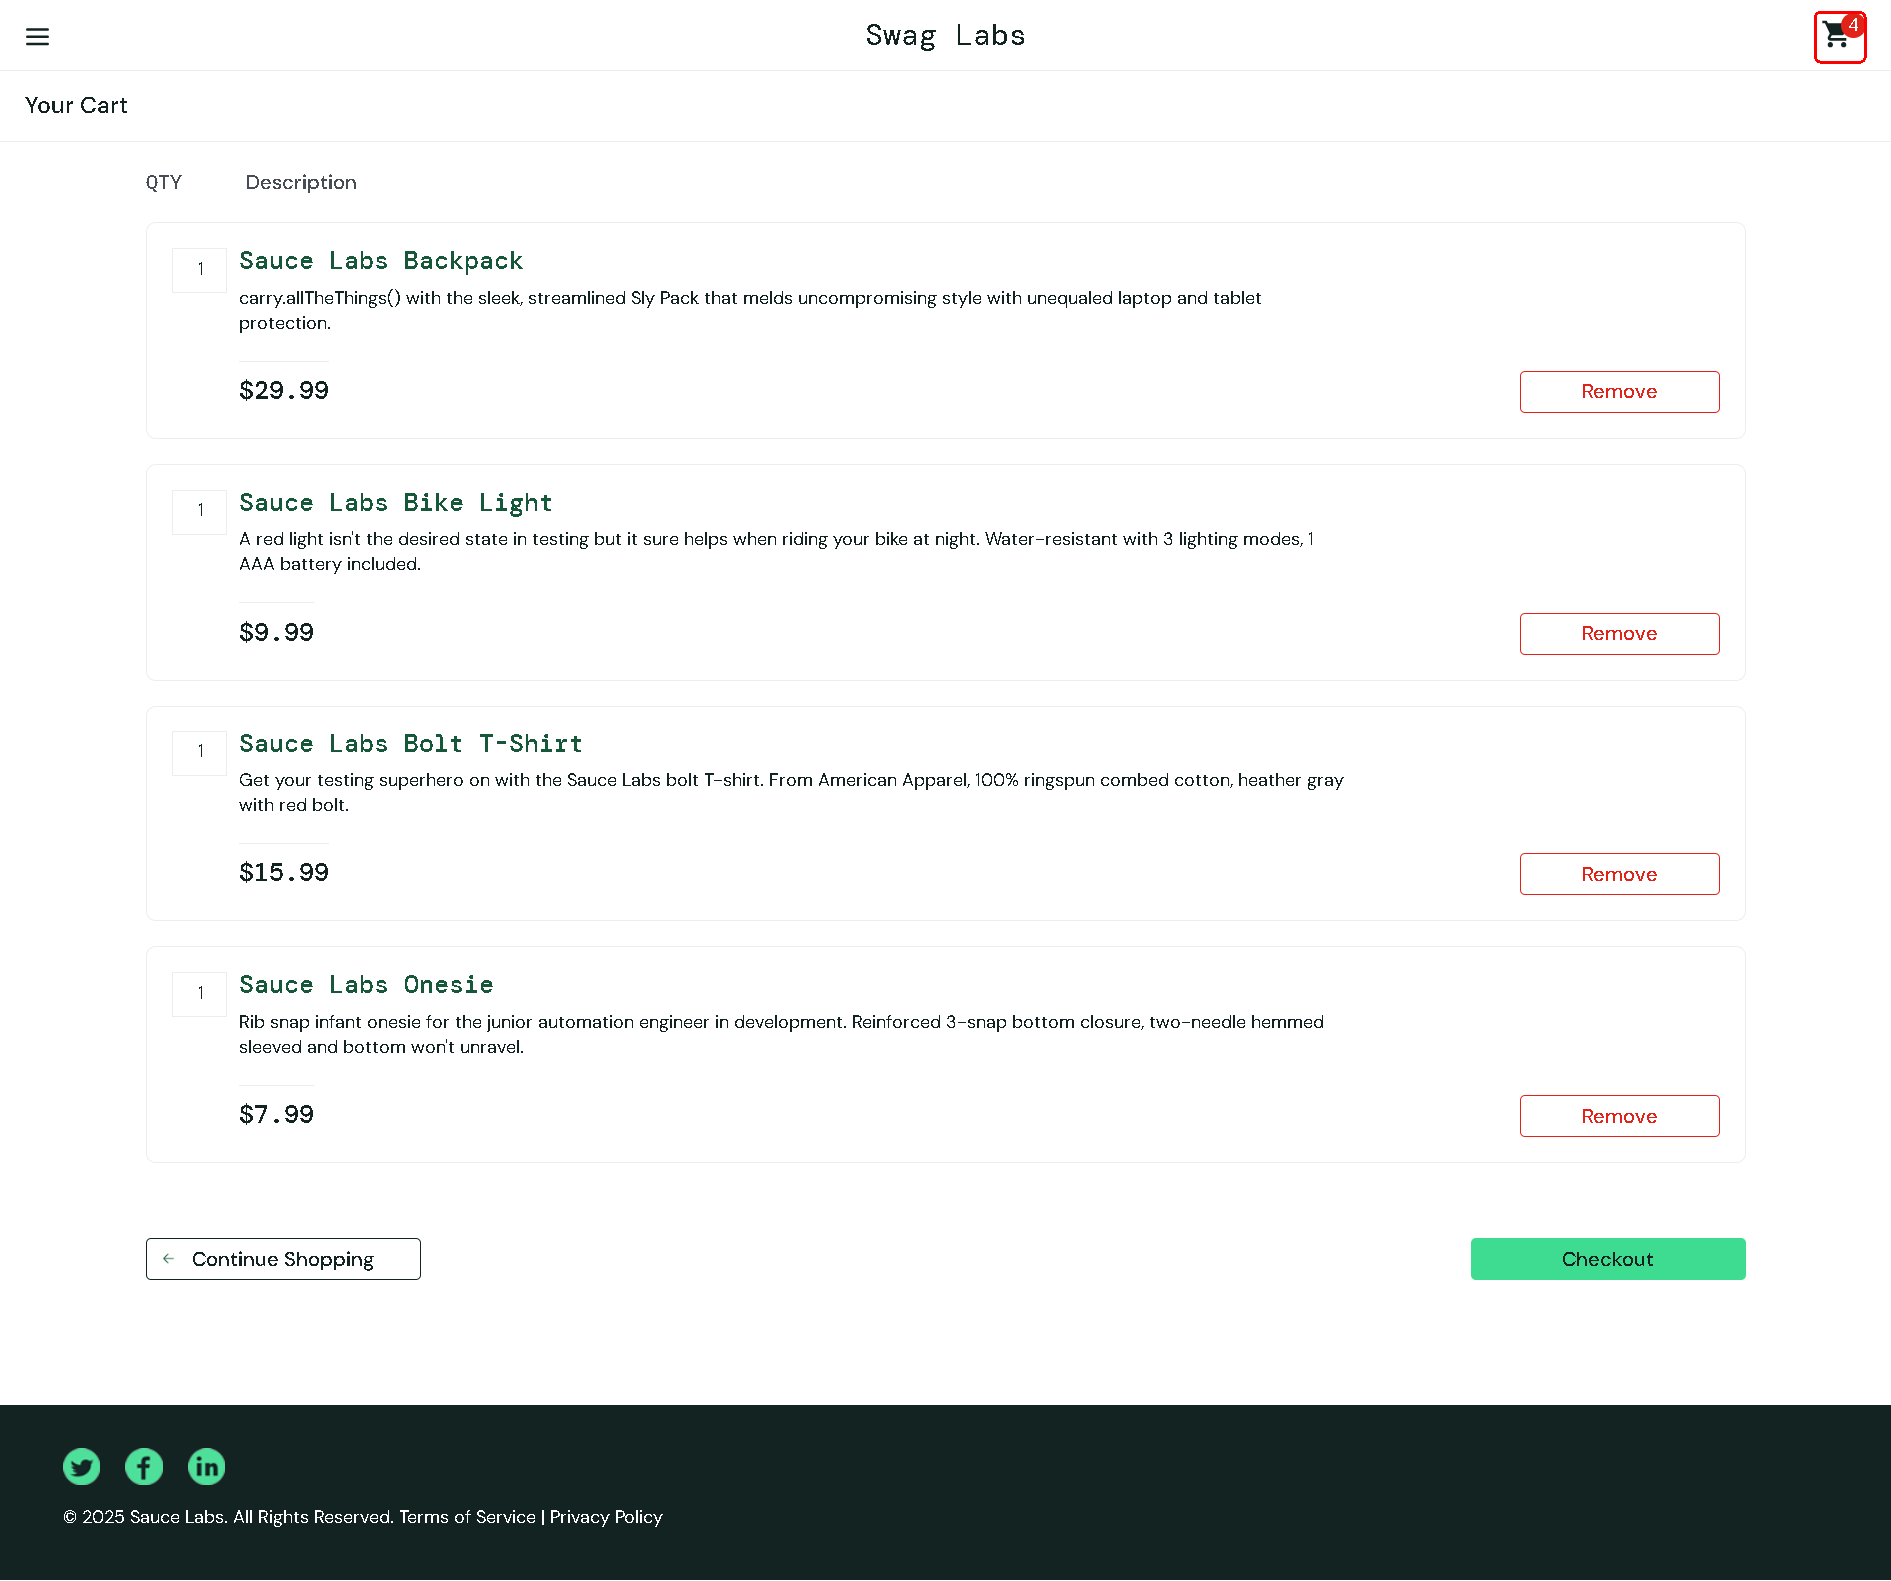 Swag Labs
4
Your Cart
QTY Description
1
Sauce Labs Backpack
carry.allTheThings() with the sleek, streamlined Sly Pack that melds uncompromising style with unequaled laptop and tablet
protection.
$29.99
Remove
1
Sauce Labs Bike Light
A red light isn't the desired state in testing but it sure helps when riding your bike at night. Water-resistant with 3 lighting modes, 1
AAA battery included.
$9.99
Remove
1
Sauce Labs Bolt T-Shirt
Get your testing superhero on with the Sauce Labs bolt T-shirt. From American Apparel, 100% ringspun combed cotton, heather gray
with red bolt.
$15.99
Remove
1
Sauce Labs Onesie
Rib snap infant onesie for the junior automation engineer in development. Reinforced 3-snap bottom closure, two-needle hemmed
sleeved and bottom won't unravel.
$7.99
Remove
Continue Shopping
Checkout
© 2025 Sauce Labs. All Rights Reserved. Terms of Service | Privacy Policy